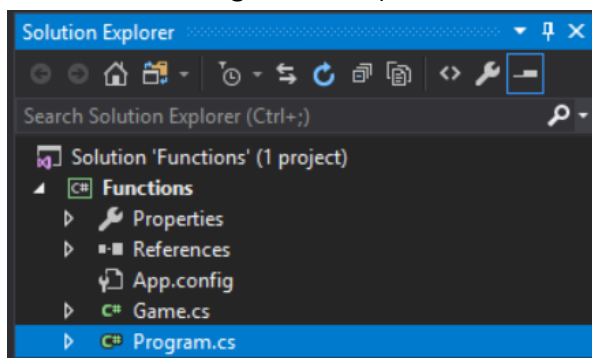 Solution Explorer
Search Solution Explorer (Ctrl+;)
Solution 'Functions' (1 project)
C# Functions
Properties
References
App.config
C# Game.cs
C# Program.cs